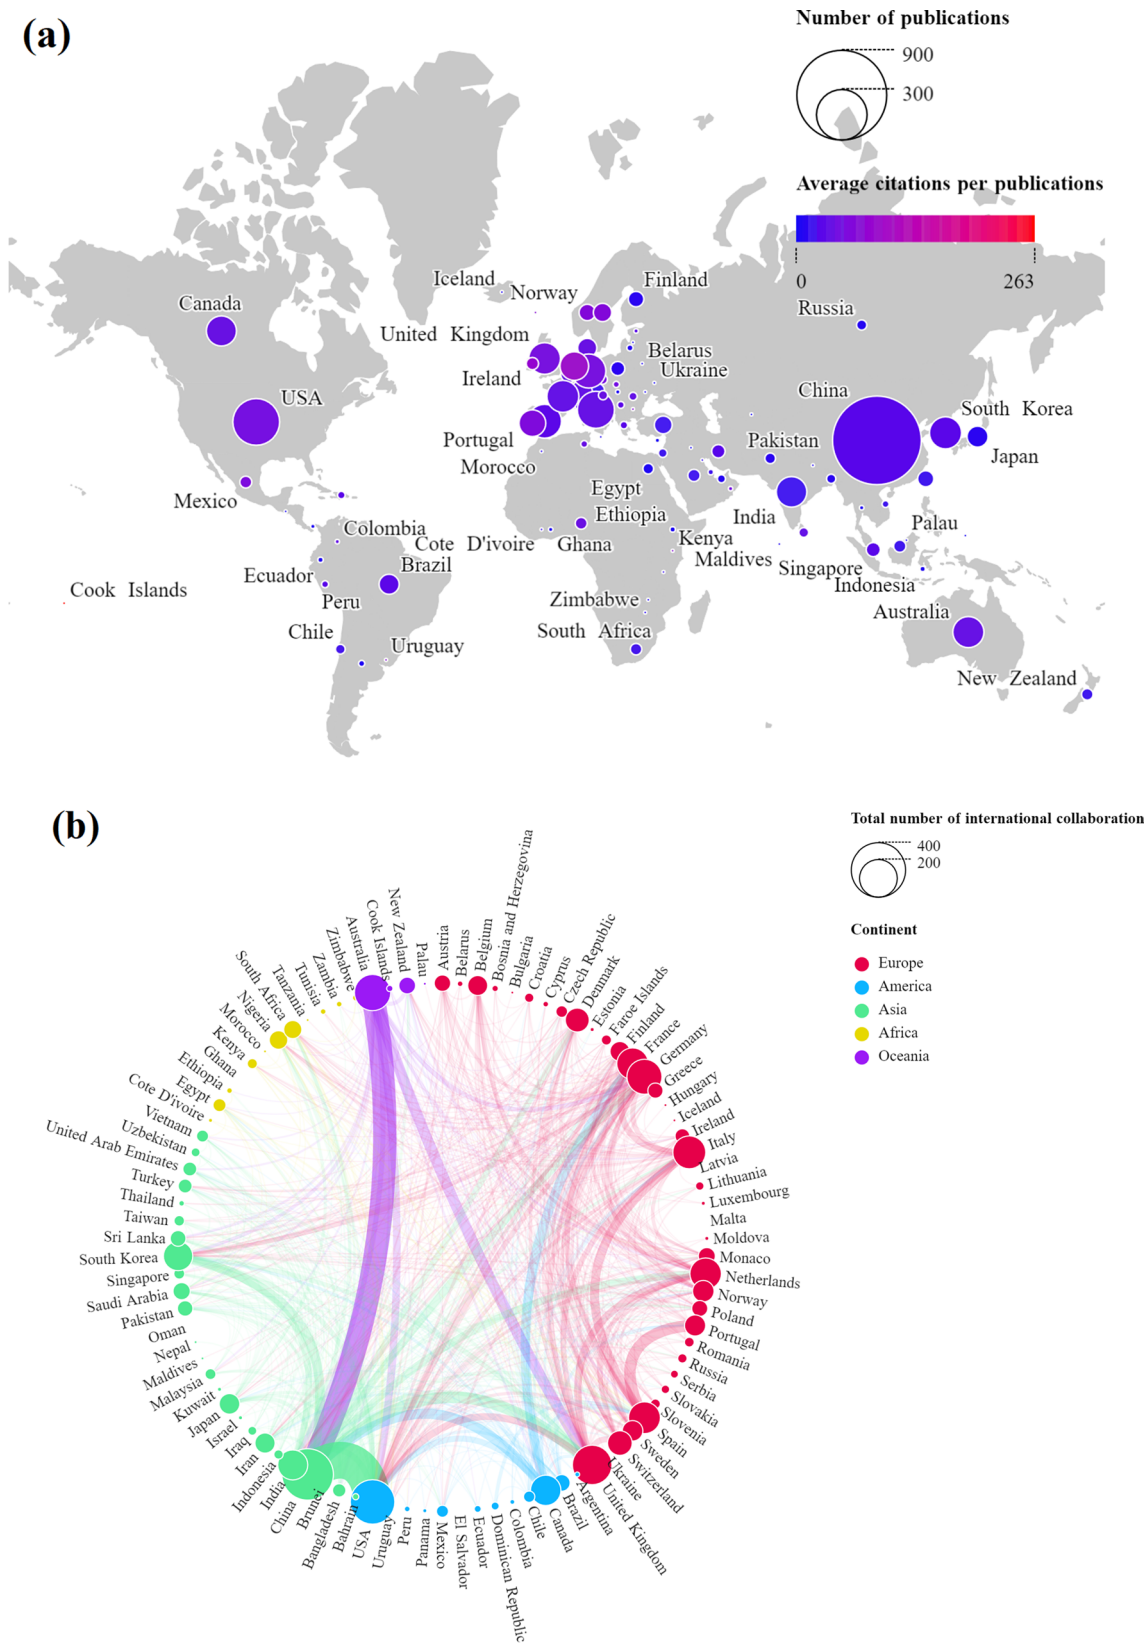 (a)
Number of publications
900
300
Average citations per publications
0
263
Iceland
Norway
Finland
Canada
Russia
United Kingdom
Belarus
Ukraine
Ireland
USA
China
South Korea
Portugal
Pakistan
Japan
Morocco
Mexico
Egypt
Ethiopia
India
Palau
Colombia
Cote D'ivoire
Ghana
Kenya
Maldives
Brazil
Ecuador
Singapore
Indonesia
Cook Islands
Peru
Zimbabwe
Australia
Chile
South Africa
Uruguay
New Zealand
(b)
Total number of international collaboration
400
200
Continent
Europe
America
Asia
Africa
Oceania
Austria
Belarus
Belgium
Bosnia and Herzegovina
Bulgaria
Croatia
Cyprus
Czech Republic
Denmark
Estonia
Faroe Islands
Finland
France
Germany
Greece
Hungary
Iceland
Ireland
Italy
Latvia
Lithuania
Luxembourg
Malta
Moldova
Monaco
Netherlands
Norway
Poland
Portugal
Romania
Russia
Serbia
Slovakia
Slovenia
Spain
Sweden
Switzerland
Ukraine
United Kingdom
Argentina
Brazil
Canada
Chile
Colombia
Dominican Republic
Ecuador
El Salvador
Mexico
Panama
Peru
Uruguay
USA
Bahrain
Bangladesh
Brunei
China
India
Indonesia
Iran
Iraq
Israel
Japan
Kuwait
Malaysia
Maldives
Nepal
Oman
Pakistan
Saudi Arabia
Singapore
South Korea
Sri Lanka
Taiwan
Thailand
Turkey
United Arab Emirates
Uzbekistan
Vietnam
Cote D'ivoire
Egypt
Ethiopia
Ghana
Kenya
Morocco
Nigeria
South Africa
Tanzania
Tunisia
Zambia
Zimbabwe
Australia
Cook Islands
New Zealand
Palau